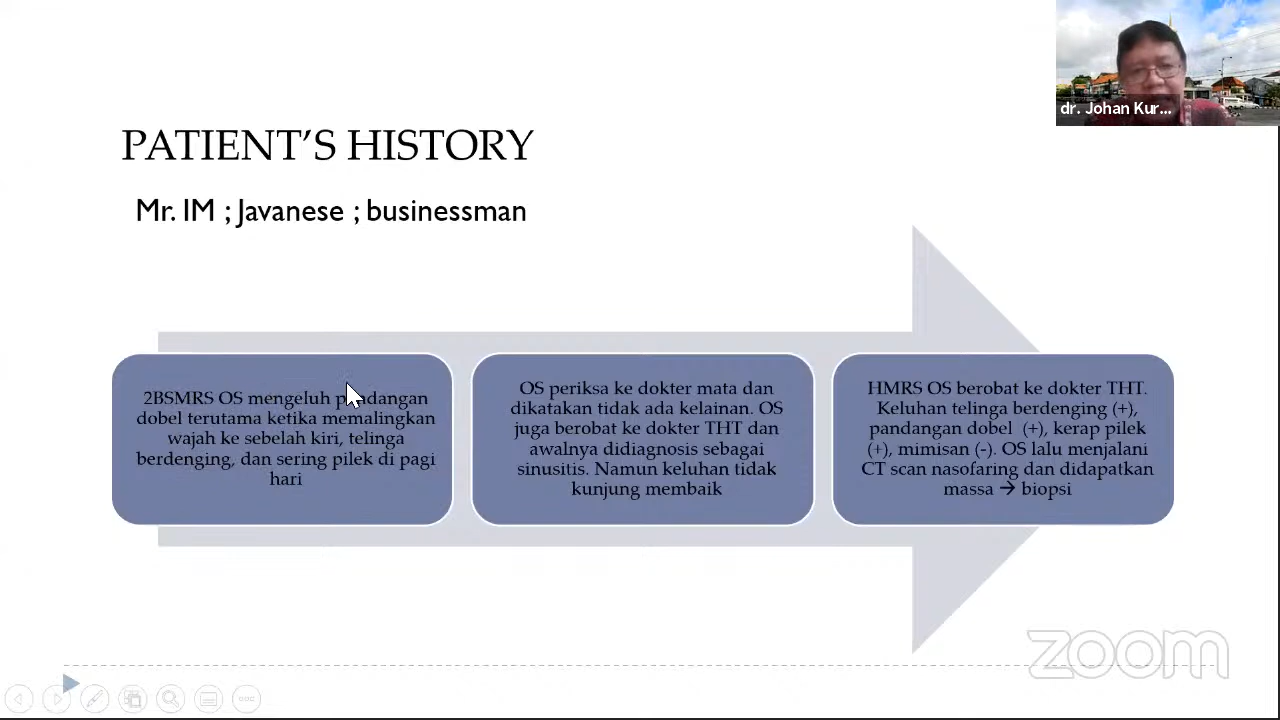 dr. Johan Kur...
PATIENT’S HISTORY
Mr. IM ; Javanese ; businessman
2BSMRS OS mengeluh pandangan
dobel terutama ketika memalingkan
wajah ke sebelah kiri, telinga
berdenging, dan sering pilek di pagi
hari
OS periksa ke dokter mata dan
dikatakan tidak ada kelainan. OS
juga berobat ke dokter THT dan
awalnya didiagnosis sebagai
sinusitis. Namun keluhan tidak
kunjung membaik
HMRS OS berobat ke dokter THT.
Keluhan telinga berdenging (+),
pandangan dobel (+), kerap pilek
(+), mimisan (-). OS lalu menjalani
CT scan nasofaring dan didapatkan
massa → biopsi
zoom